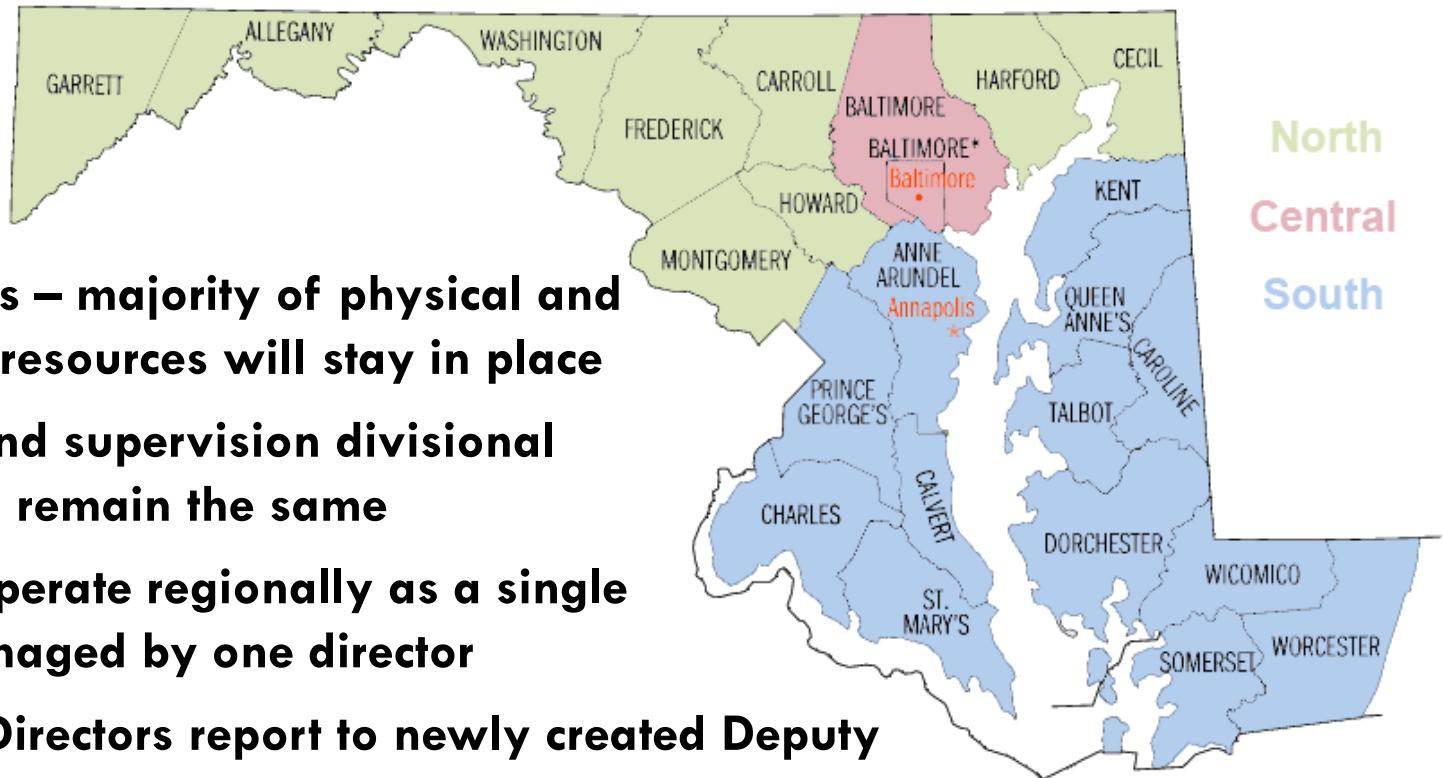 ALLEGANY
WASHINGTON
GARRETT
CECIL
HARFORD
CARROLL
BALTIMORE
FREDERICK
BALTIMORE*
Baltimore
North
KENT
HOWARD
Central
MONTGOMERY
ANNE
ARUNDEL
Annapolis
*
QUEEN
ANNE'S
South
CAROLINE
s – majority of physical and
resources will stay in place
PRINCE
GEORGE'S
TALBOT
nd supervision divisional
remain the same
CHARLES
CALVERT
DORCHESTER
WICOMICO
perate regionally as a single
naged by one director
ST.
MARY'S
SOMERSET
WORCESTER
Directors report to newly created Deputy